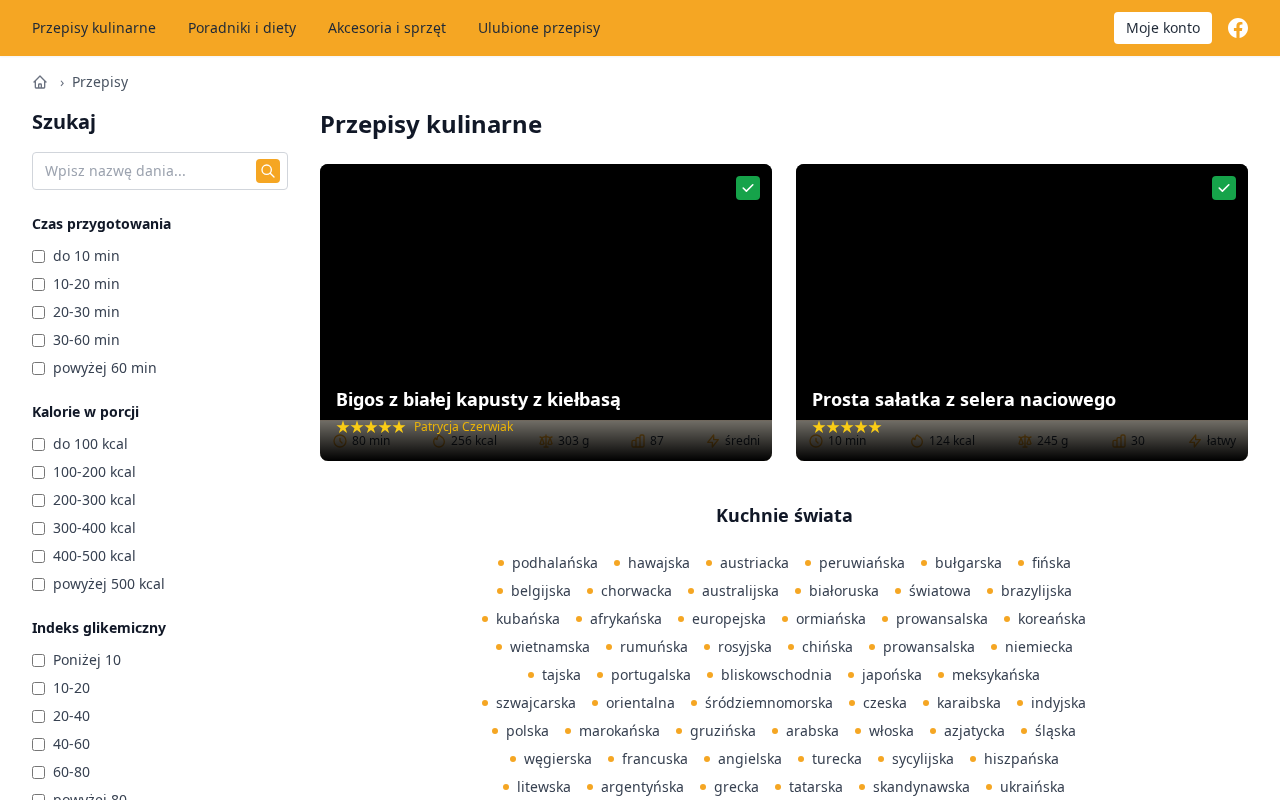 Przepisy kulinarne Poradniki i diety Akcesoria i sprzęt Ulubione przepisy Moje konto
› Przepisy
Szukaj
Wpisz nazwę dania...
Czas przygotowania
do 10 min
10-20 min
20-30 min
30-60 min
powyżej 60 min
Kalorie w porcji
do 100 kcal
100-200 kcal
200-300 kcal
300-400 kcal
400-500 kcal
powyżej 500 kcal
Indeks glikemiczny
Poniżej 10
10-20
20-40
40-60
60-80
powyżej 80
Przepisy kulinarne
Bigos z białej kapusty z kiełbasą
Patrycja Czerwiak
80 min 256 kcal 303 g 87 średni
Prosta sałatka z selera naciowego
10 min 124 kcal 245 g 30 łatwy
Kuchnie świata
podhalańska hawajska austriacka peruwiańska bułgarska fińska
belgijska chorwacka australijska białoruska światowa brazylijska
kubańska afrykańska europejska ormiańska prowansalska koreańska
wietnamska rumuńska rosyjska chińska prowansalska niemiecka
tajska portugalska bliskowschodnia japońska meksykańska
szwajcarska orientalna śródziemnomorska czeska karaibska indyjska
polska marokańska gruzińska arabska włoska azjatycka śląska
węgierska francuska angielska turecka sycylijska hiszpańska
litewska argentyńska grecka tatarska skandynawska ukraińska